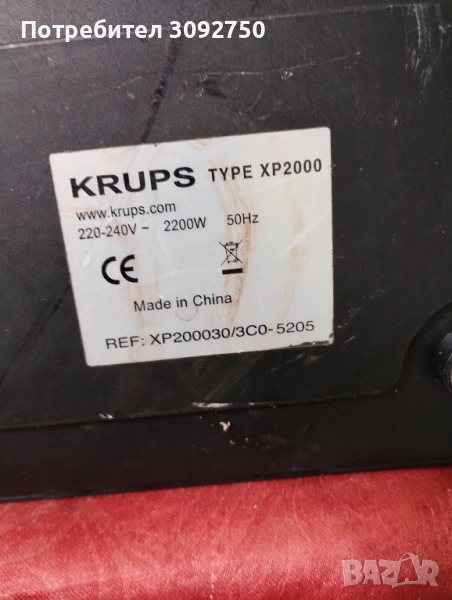 Потребител 3092750
KRUPS TYPE XP2000
www.krups.com
220-240V ~ 2200W 50Hz
CE
Made in China
REF: XP200030/3C0-5205
BAZAR